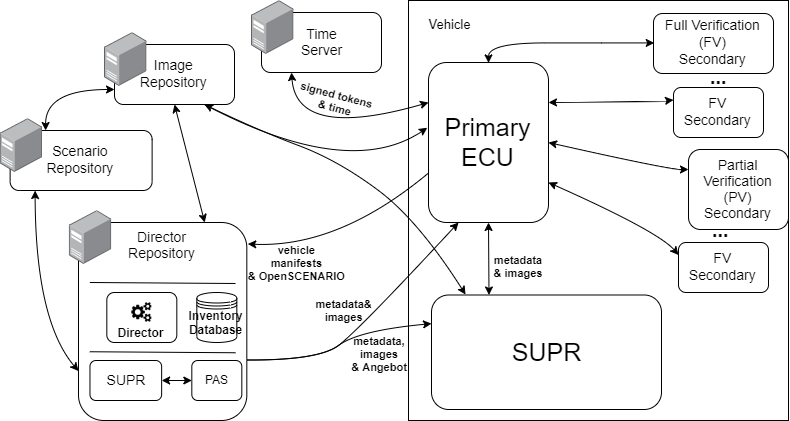 Vehicle
Time
Server
Image
Repository
signed tokens
& time
Full Verification
(FV)
Secondary
...
FV
Secondary
Primary
ECU
Scenario
Repository
Partial
Verification
(PV)
Secondary
...
FV
Secondary
Director
Repository
vehicle
manifests
& OpenSCENARIO
metadata
& images
metadata&
images
Director
Inventory
Database
metadata,
images
& Angebot
SUPR
SUPR
PAS